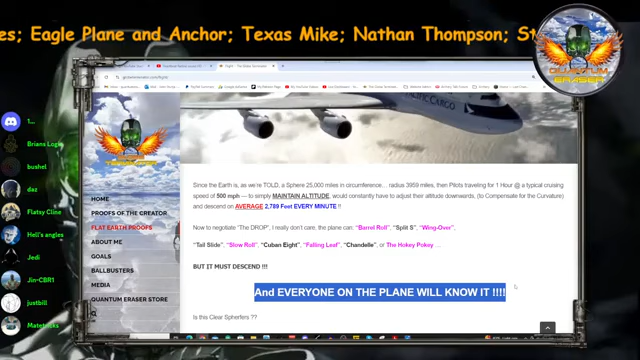 es; Eagle Plane and Anchor; Texas Mike; Nathan Thompson; St
QUANTUM
ERASER
PACIFIC CARGO
1...
Brians Logic
bushel
daz
Flatsy Cline
Hell's angles
Jedi
Jin-CBR1
justbill
HOME
PROOFS OF THE CREATOR
FLAT EARTH PROOFS
ABOUT ME
GOALS
BALLBUSTERS
MEDIA
QUANTUM ERASER STORE
Since the Earth is, as we're TOLD, a Sphere 25,000 miles in circumference... radius 3959 miles, then Pilots traveling for 1 Hour @ a typical cruising
speed of 500 mph — to simply MAINTAIN ALTITUDE, would constantly have to adjust their altitude downwards, (to Compensate for the Curvature)
and descend on AVERAGE 2,789 Feet EVERY MINUTE !!
Now to negotiate "The DROP", I really don't care, the plane can; "Barrel Roll", "Split S", "Wing-Over",
"Tail Slide", "Slow Roll", "Cuban Eight", "Falling Leaf", "Chandelle", or The Hokey Pokey ...
BUT IT MUST DESCEND !!!
And EVERYONE ON THE PLANE WILL KNOW IT !!!!
Is this Clear Spherfers ??